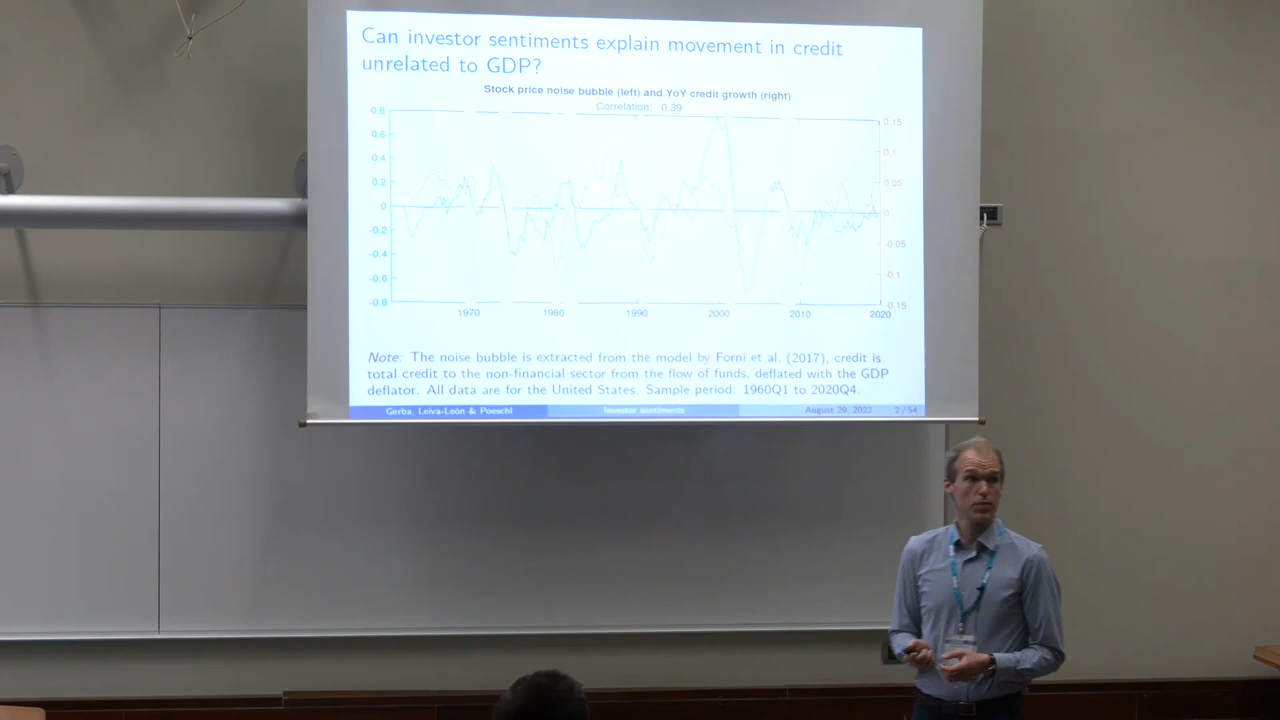 Can investor sentiments explain movement in credit
unrelated to GDP?
Stock price noise bubble (left) and YoY credit growth (right)
Correlation: 0.39
0.8
0.6
0.4
0.2
0
-0.2
-0.4
-0.6
-0.8
0.15
0.1
0.05
0
-0.05
-0.1
-0.15
1970
1980
1990
2000
2010
2020
Note: The noise bubble is extracted from the model by Forni et al. (2017), credit is
total credit to the non-financial sector from the flow of funds, deflated with the GDP
deflator. All data are for the United States. Sample period: 1960Q1 to 2020Q4.
Gerba, Leiva-León & Poeschl Investor sentiments August 29, 2022 2 / 54